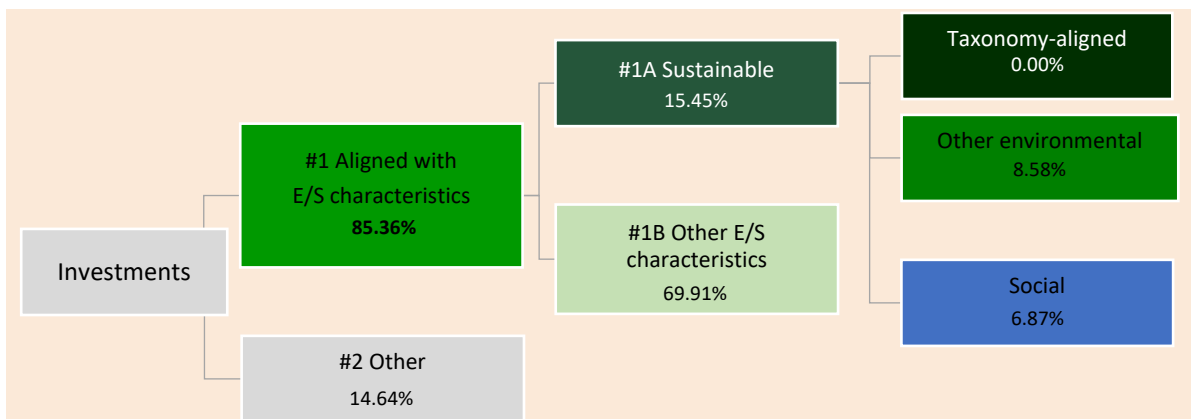 Investments
#1 Aligned with
E/S characteristics
85.36%
#2 Other
14.64%
#1A Sustainable
15.45%
#1B Other E/S
characteristics
69.91%
Taxonomy-aligned
0.00%
Other environmental
8.58%
Social
6.87%